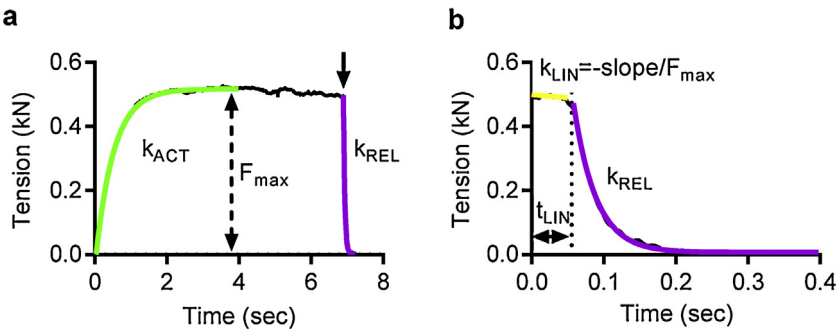 a
Tension (kN)
0.6
0.4
0.2
0.0
k_ACT
F_max
k_REL
0
2
4
6
8
Time (sec)
b
Tension (kN)
0.6
0.4
0.2
0.0
k_LIN=-slope/F_max
k_REL
t_LIN
0.0
0.1
0.2
0.3
0.4
Time (sec)